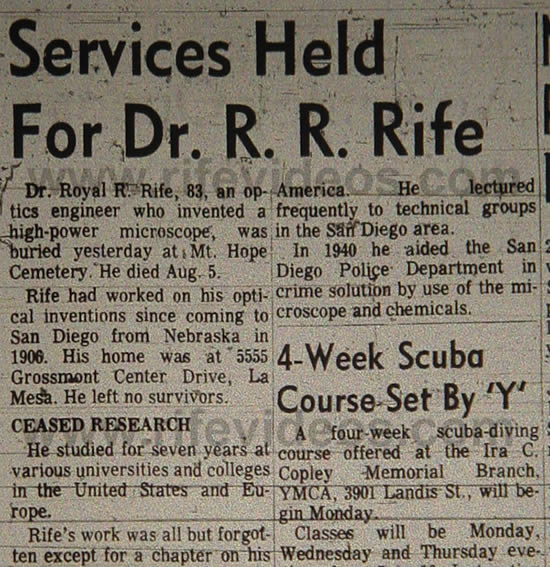 Services Held
For Dr. R. R. Rife
www.rifevideos.com
Dr. Royal R. Rife, 83, an op-
tics engineer who invented a
high-power microscope, was
buried yesterday at Mt. Hope
Cemetery. He died Aug. 5.
Rife had worked on his opti-
cal inventions since coming to
San Diego from Nebraska in
1906. His home was at 5555
Grossmont Center Drive, La
Mesa. He left no survivors.
CEASED RESEARCH
www.rifevideos.com
He studied for seven years at
various universities and colleges
in the United States and Eu-
rope.
Rife's work was all but forgot-
ten except for a chapter on his
America. He lectured
frequently to technical groups
in the San Diego area.
In 1940 he aided the San
Diego Police Department in
crime solution by use of the mi-
croscope and chemicals.
4-Week Scuba
Course Set By 'Y'
A four-week scuba-diving
course offered at the Ira C.
Copley Memorial Branch,
YMCA, 3901 Landis St., will be-
gin Monday.
Classes will be Monday,
Wednesday and Thursday eve-